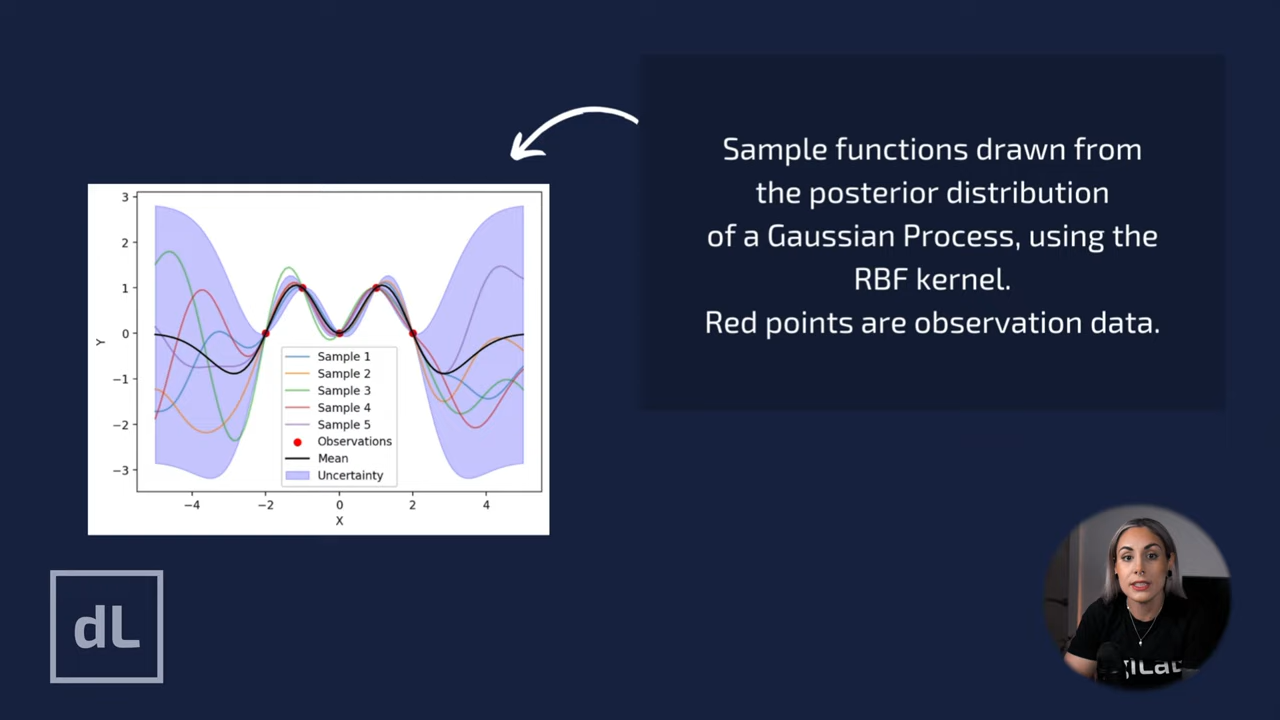 Sample functions drawn from
the posterior distribution
of a Gaussian Process, using the
RBF kernel.
Red points are observation data.
3
2
1
0
−1
−2
−3
Y
−4
−2
0
2
4
X
Sample 1
Sample 2
Sample 3
Sample 4
Sample 5
Observations
Mean
Uncertainty
dL